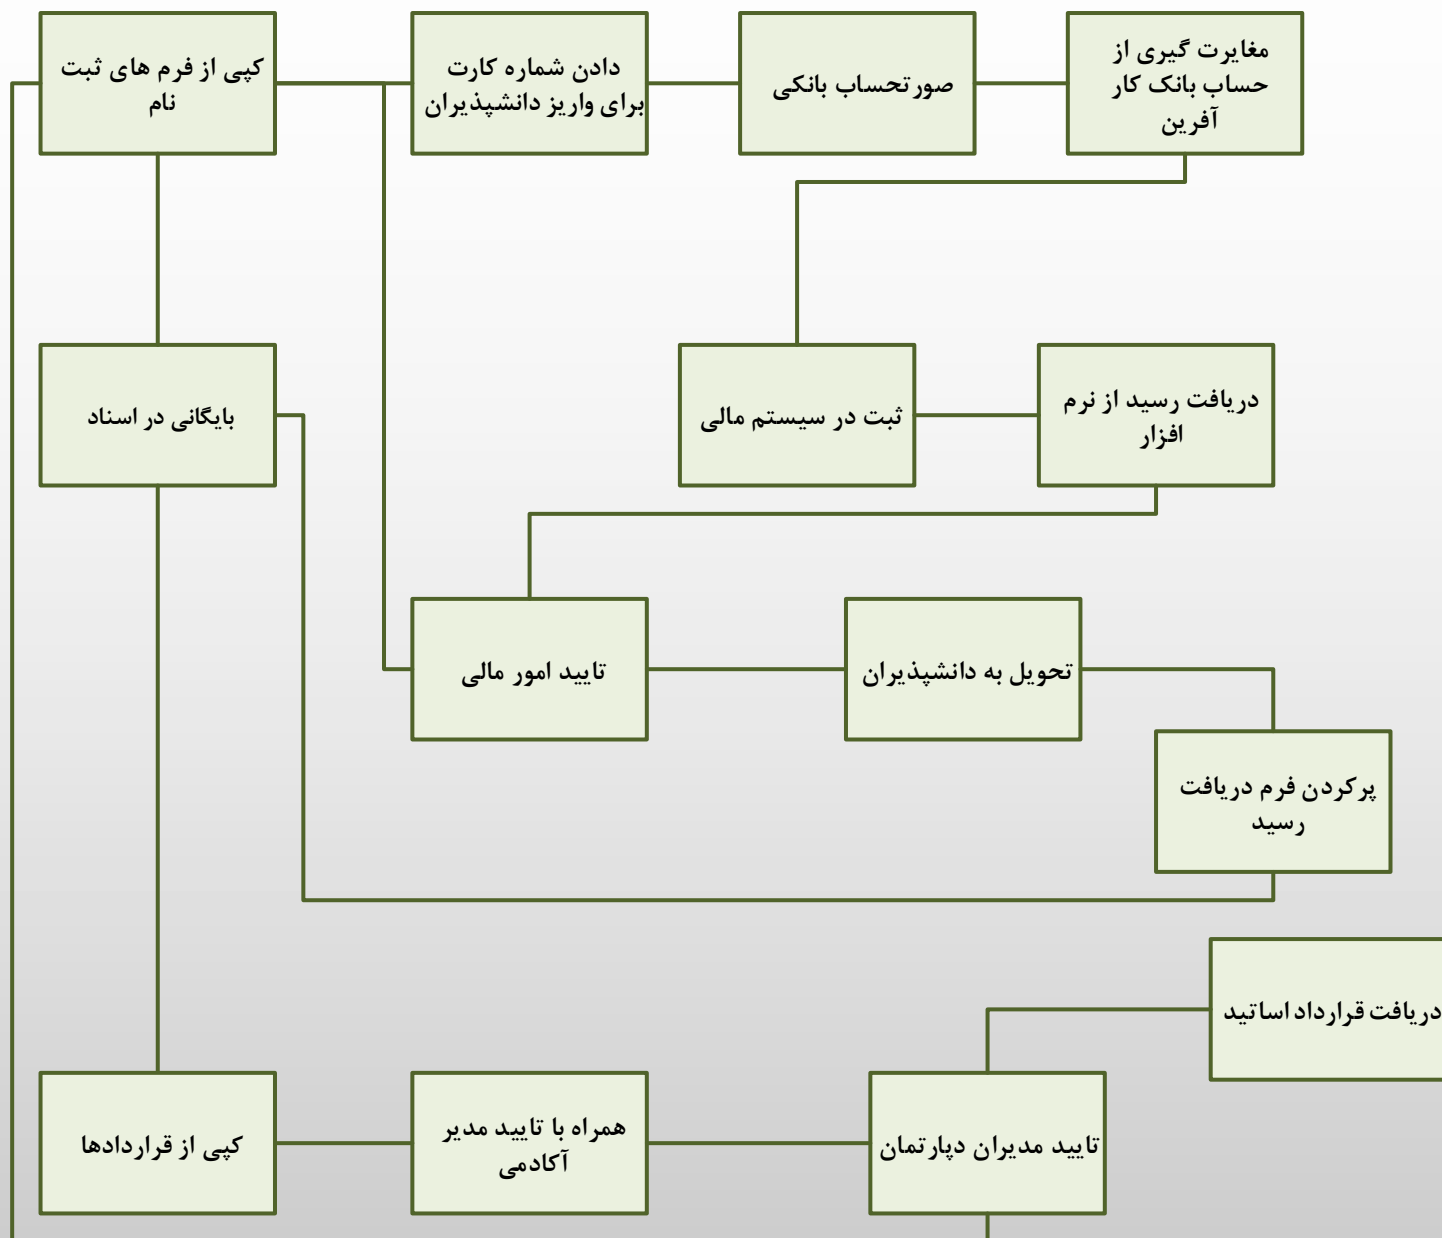 کپی از فرم های ثبت
نام
دادن شماره کارت
برای واریز دانشپذیران
صورتحساب بانکی
مغایرت گیری از
حساب بانک کار
آفرین
بایگانی در اسناد
ثبت در سیستم مالی
دریافت رسید از نرم
افزار
تایید امور مالی
تحویل به دانشپذیران
پرکردن فرم دریافت
رسید
دریافت قرارداد اساتید
کپی از قراردادها
همراه با تایید مدیر
آکادمی
تایید مدیران دپارتمان